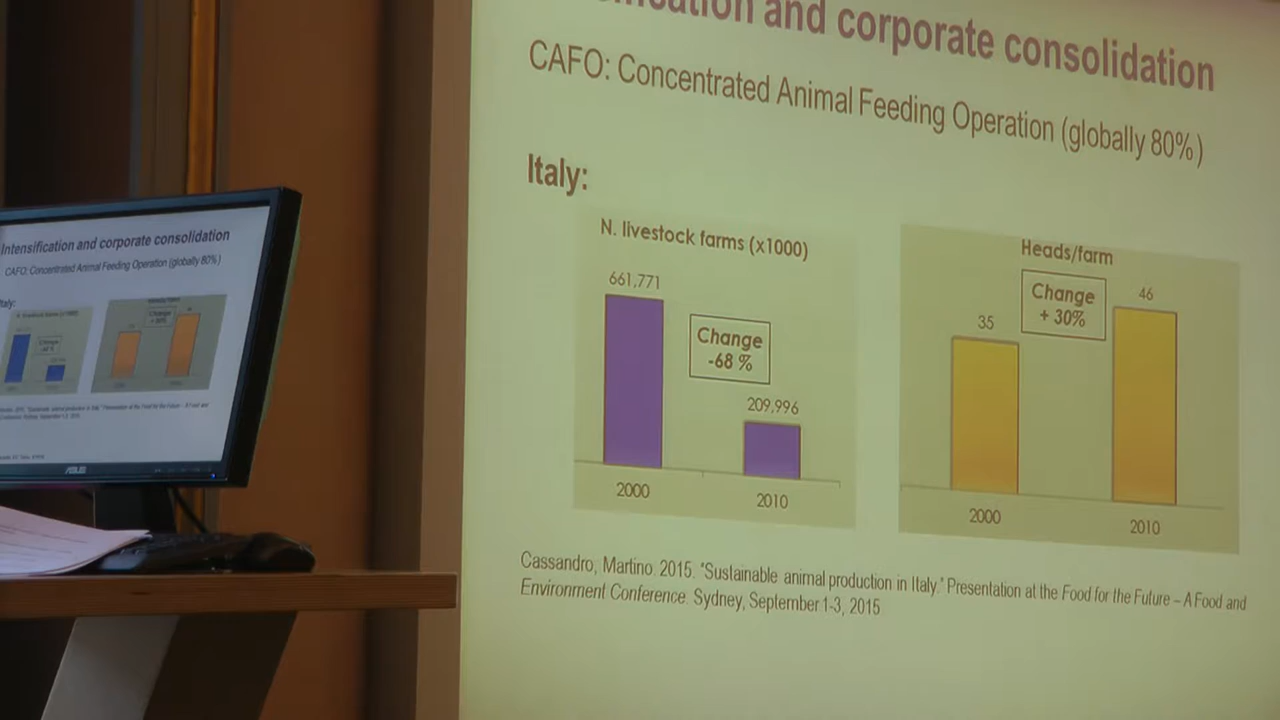 Intensification and corporate consolidation
CAFO: Concentrated Animal Feeding Operation (globally 80%)
Italy:
ASUS
and corporate consolidation
CAFO: Concentrated Animal Feeding Operation (globally 80%)
Italy:
N. livestock farms (x1000)
661,771
Change
-68 %
209,996
2000
2010
Heads/farm
35
Change
+ 30%
46
2000
2010
Cassandro, Martino. 2015. "Sustainable animal production in Italy." Presentation at the Food for the Future – A Food and
Environment Conference. Sydney, September 1-3, 2015